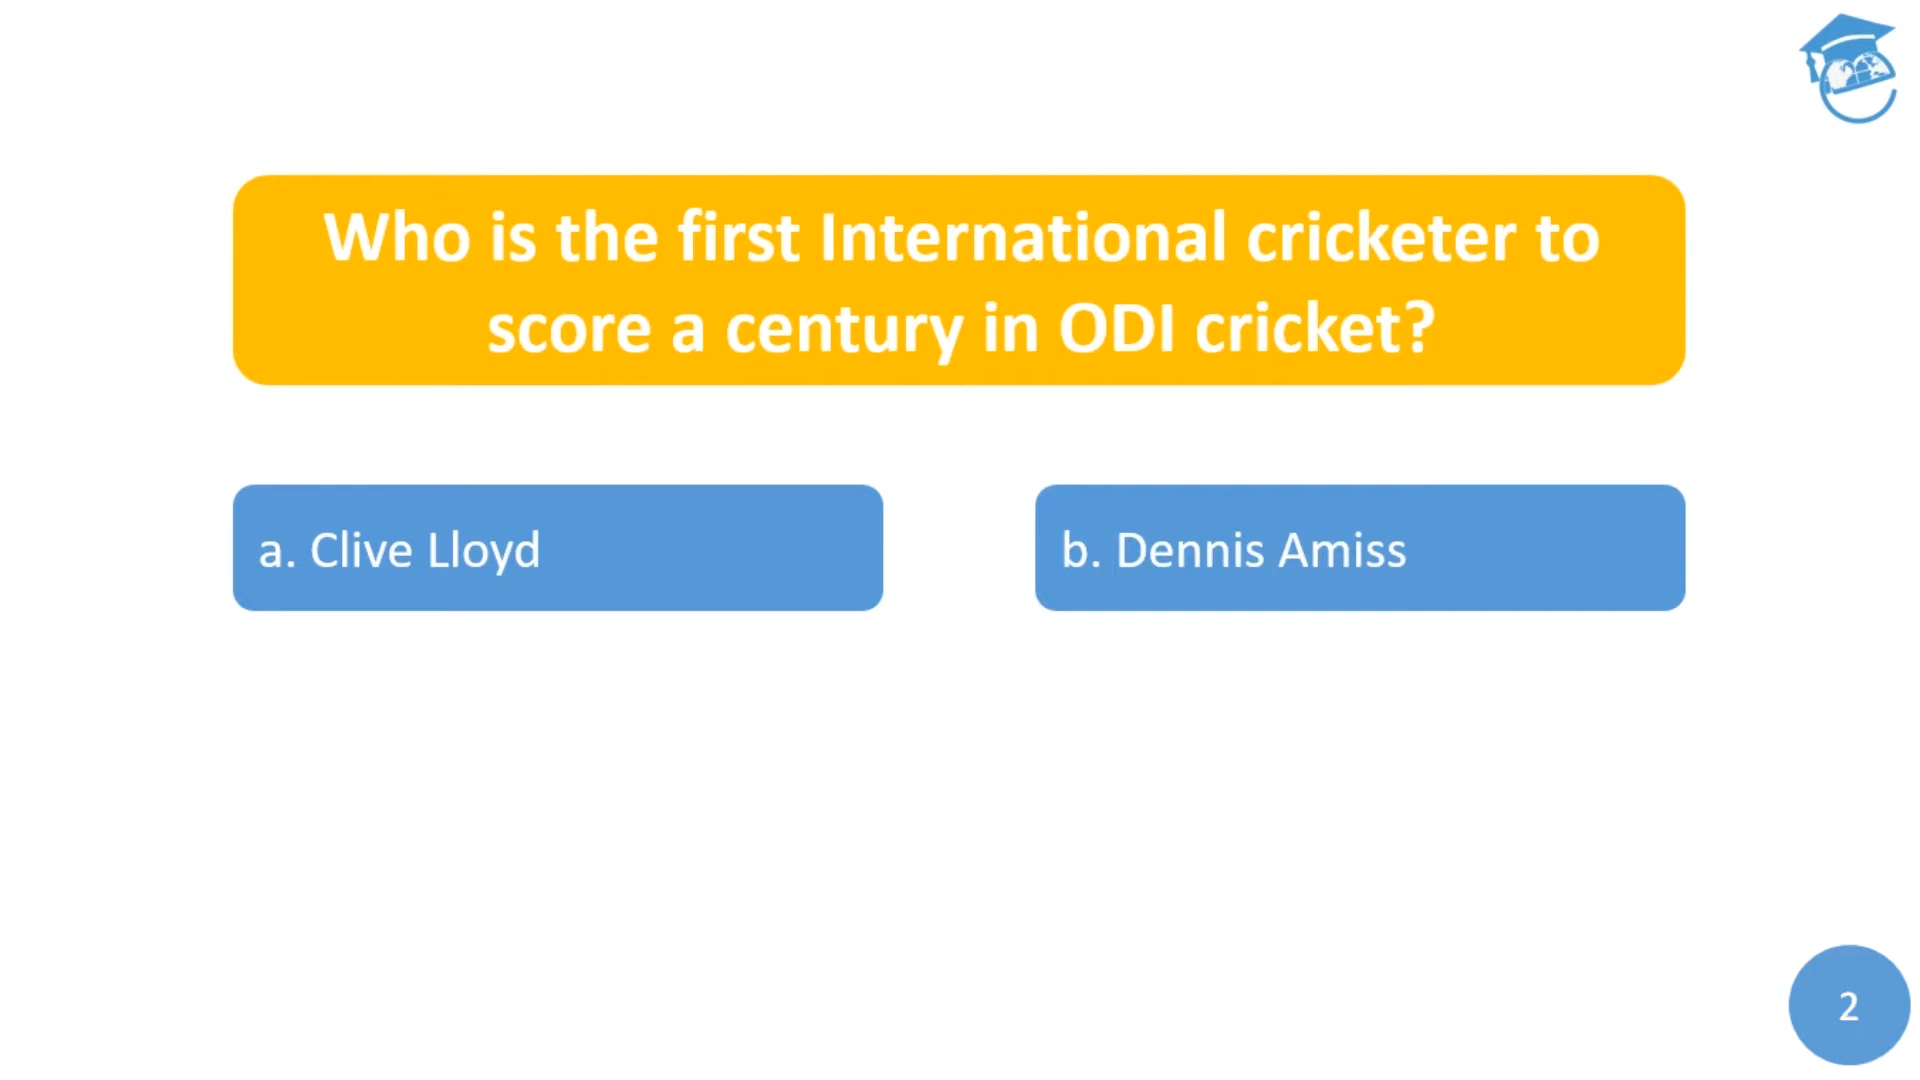 Who is the first International cricketer to
score a century in ODI cricket?
a. Clive Lloyd
b. Dennis Amiss
2